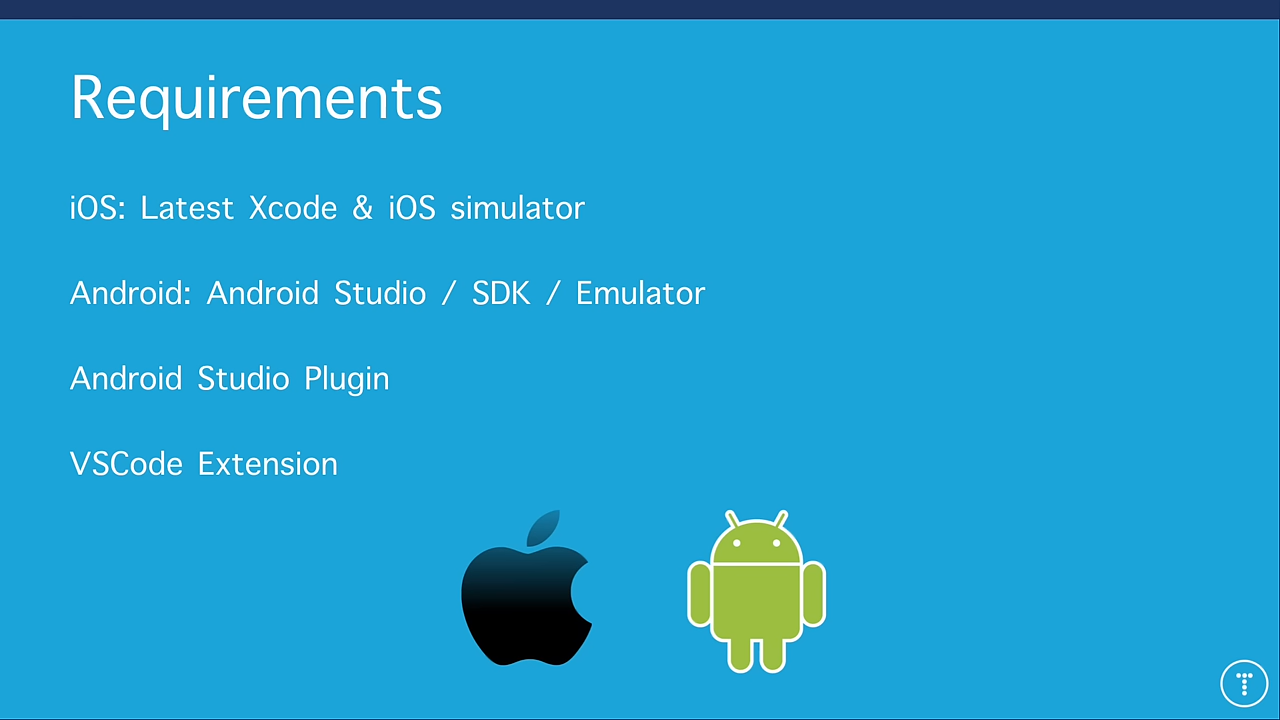 Requirements
iOS: Latest Xcode & iOS simulator
Android: Android Studio / SDK / Emulator
Android Studio Plugin
VSCode Extension
T